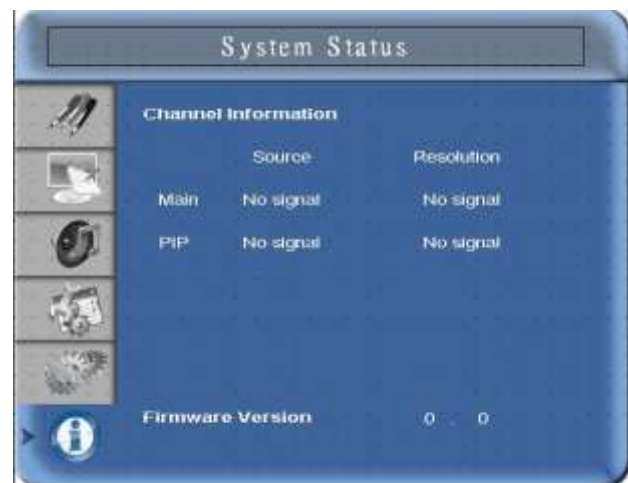 System Status
Channel Information
Source Resolution
Main No signal No signal
PIP No signal No signal
Firmware Version 0 . 0